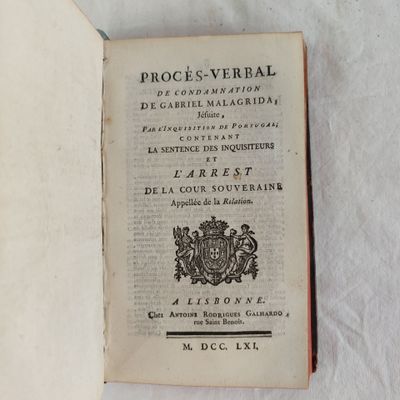 PROCÉS-VERBAL
DE CONDAMNATION
DE GABRIEL MALAGRIDA,
Jésuite,
PAR L'INQUISITION DE PORTUGAL;
CONTENANT
LA SENTENCE DES INQUISITEURS
ET
L'ARREST
DE LA COUR SOUVERAINE
Appellée de la Relation.
A LISBONNE.
Chez ANTOINE RODRIGUES GALHARDO,
rue Saint Benoît.
M. DCC. LXI.